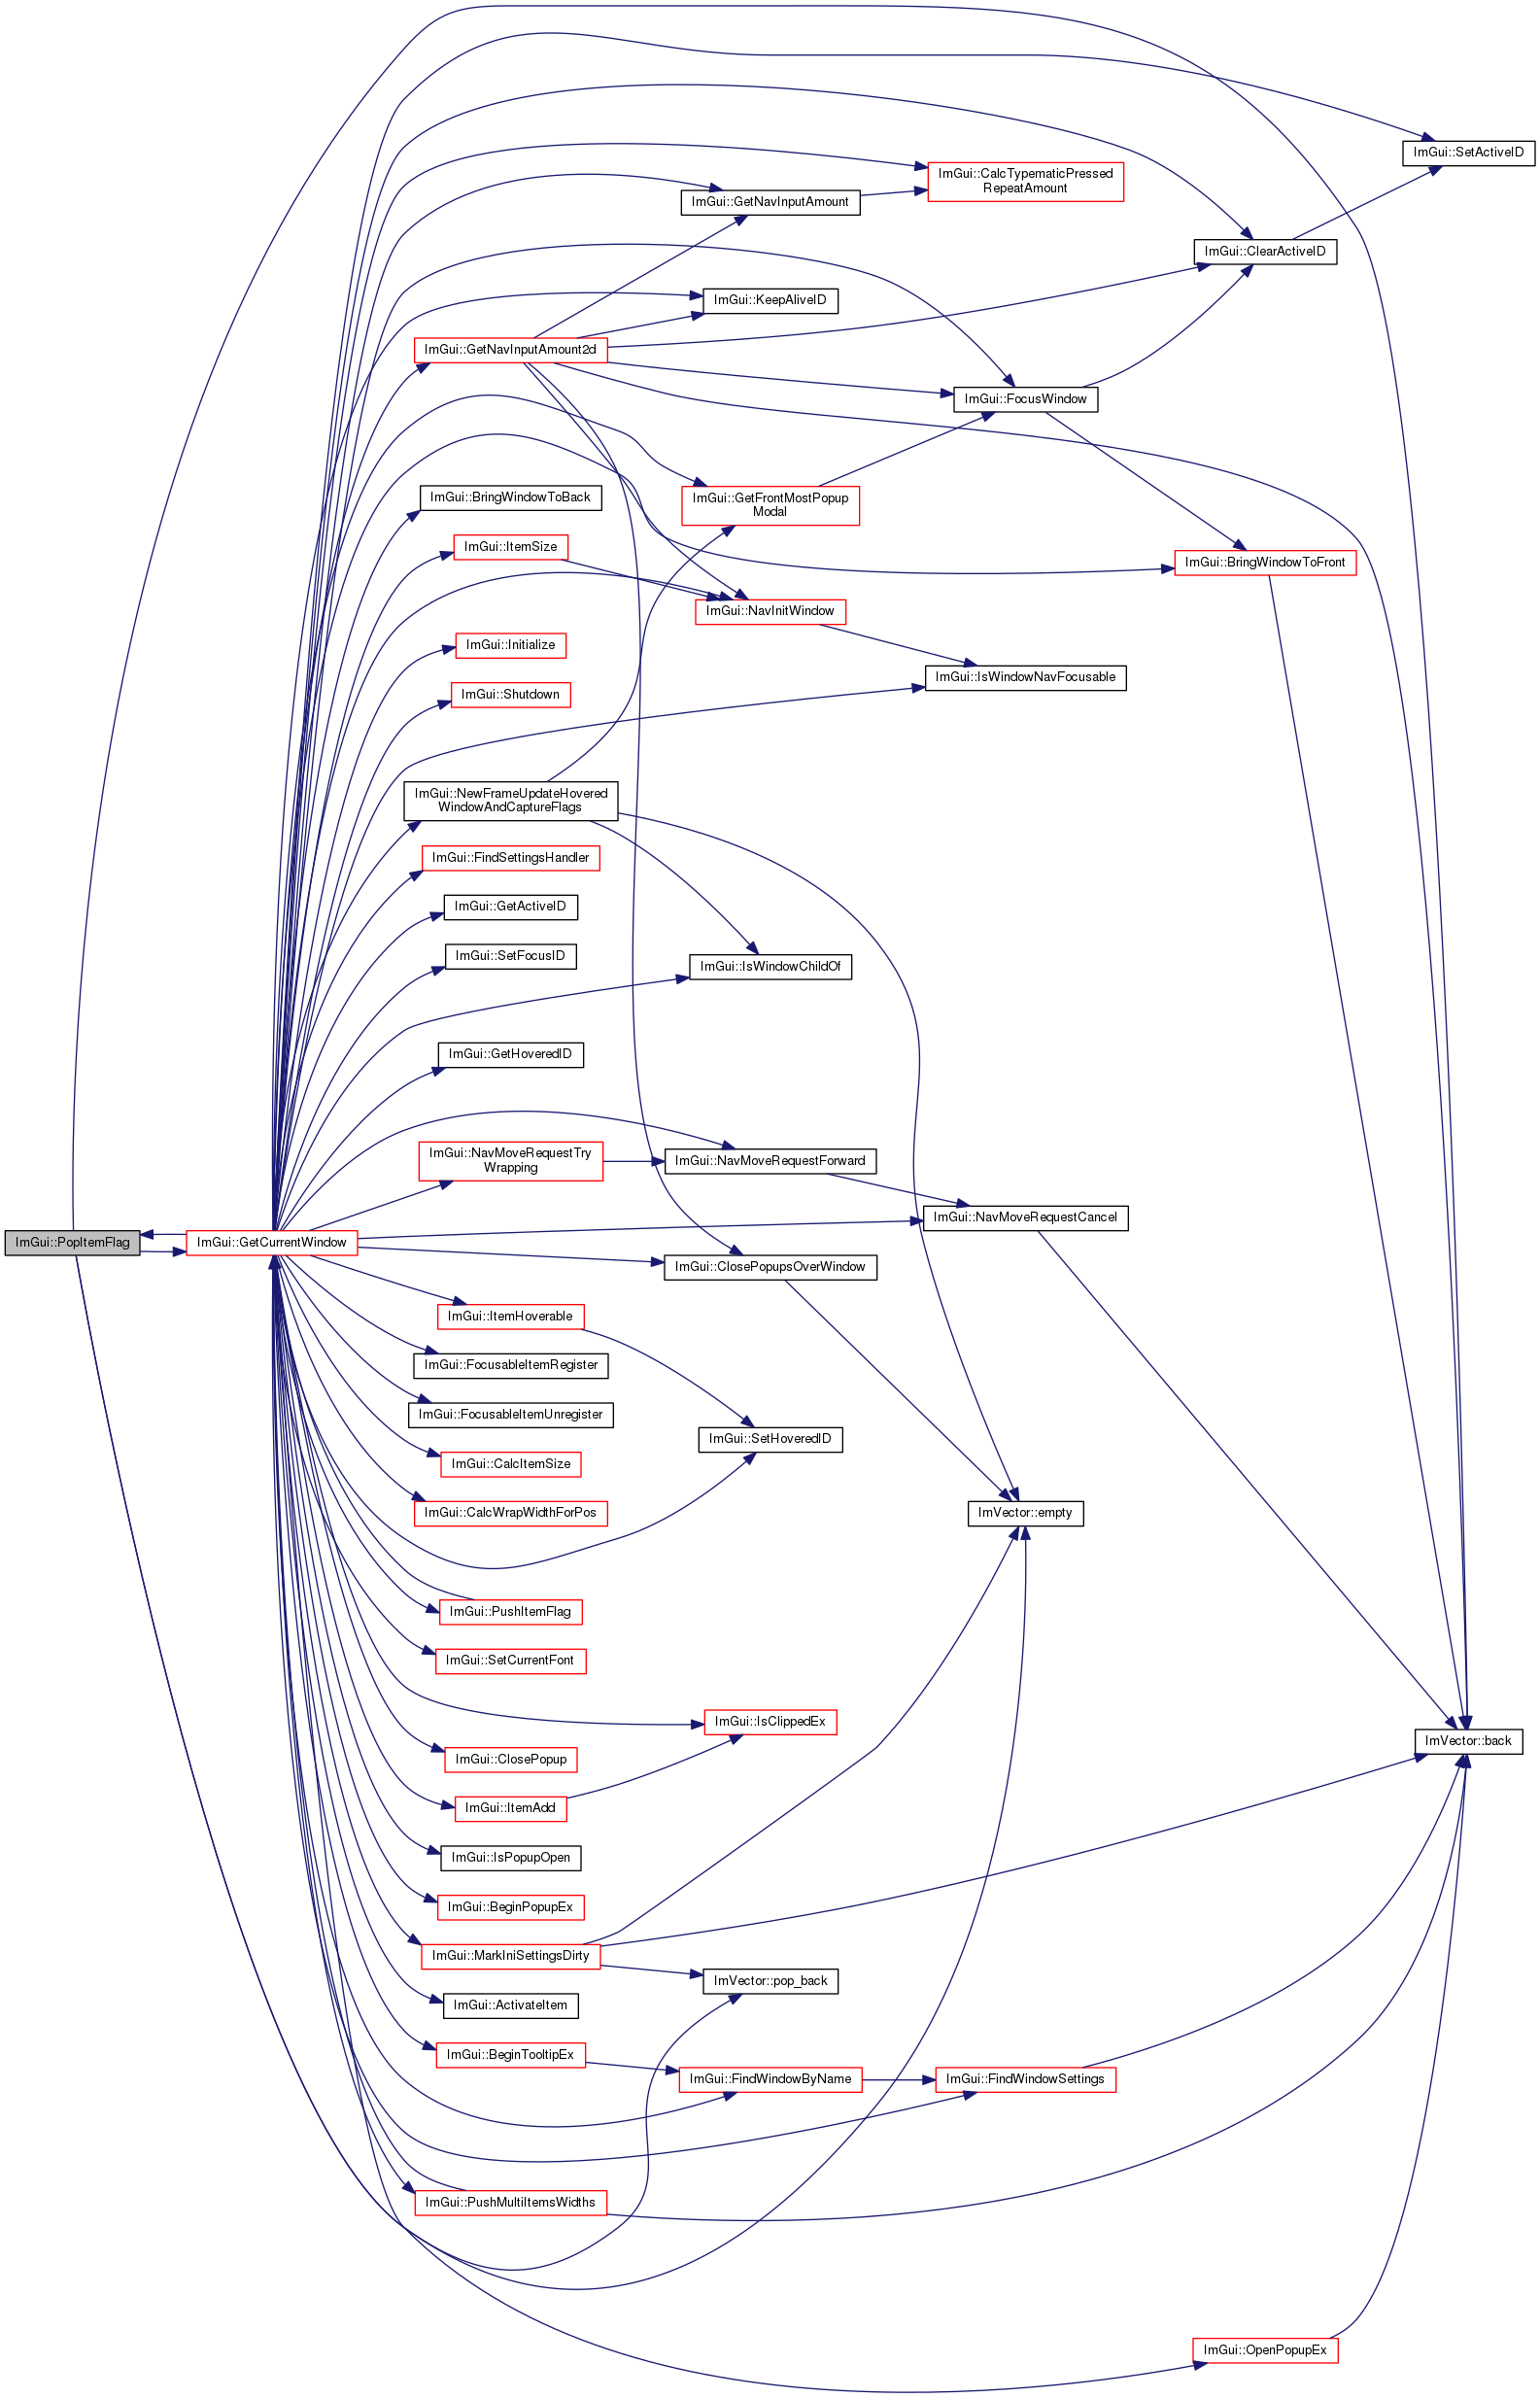 ImGui::SetActiveID
ImGui::CalcTypematicPressed
RepeatAmount
ImGui::GetNavInputAmount
ImGui::ClearActiveID
ImGui::KeepAliveID
ImGui::GetNavInputAmount2d
ImGui::FocusWindow
ImGui::BringWindowToBack
ImGui::GetFrontMostPopup
Modal
ImGui::ItemSize
ImGui::BringWindowToFront
ImGui::NavInitWindow
ImGui::Initialize
ImGui::IsWindowNavFocusable
ImGui::Shutdown
ImGui::NewFrameUpdateHovered
WindowAndCaptureFlags
ImGui::FindSettingsHandler
ImGui::GetActiveID
ImGui::SetFocusID
ImGui::IsWindowChildOf
ImGui::GetHoveredID
ImGui::NavMoveRequestTry
Wrapping
ImGui::NavMoveRequestForward
ImGui::NavMoveRequestCancel
ImGui::PopItemFlag
ImGui::GetCurrentWindow
ImGui::ClosePopupsOverWindow
ImGui::ItemHoverable
ImGui::FocusableItemRegister
ImGui::FocusableItemUnregister
ImGui::SetHoveredID
ImGui::CalcItemSize
ImGui::CalcWrapWidthForPos
ImVector::empty
ImGui::PushItemFlag
ImGui::SetCurrentFont
ImGui::IsClippedEx
ImVector::back
ImGui::ClosePopup
ImGui::ItemAdd
ImGui::IsPopupOpen
ImGui::BeginPopupEx
ImGui::MarkIniSettingsDirty
ImVector::pop_back
ImGui::ActivateItem
ImGui::BeginTooltipEx
ImGui::FindWindowByName
ImGui::FindWindowSettings
ImGui::PushMultiItemsWidths
ImGui::OpenPopupEx